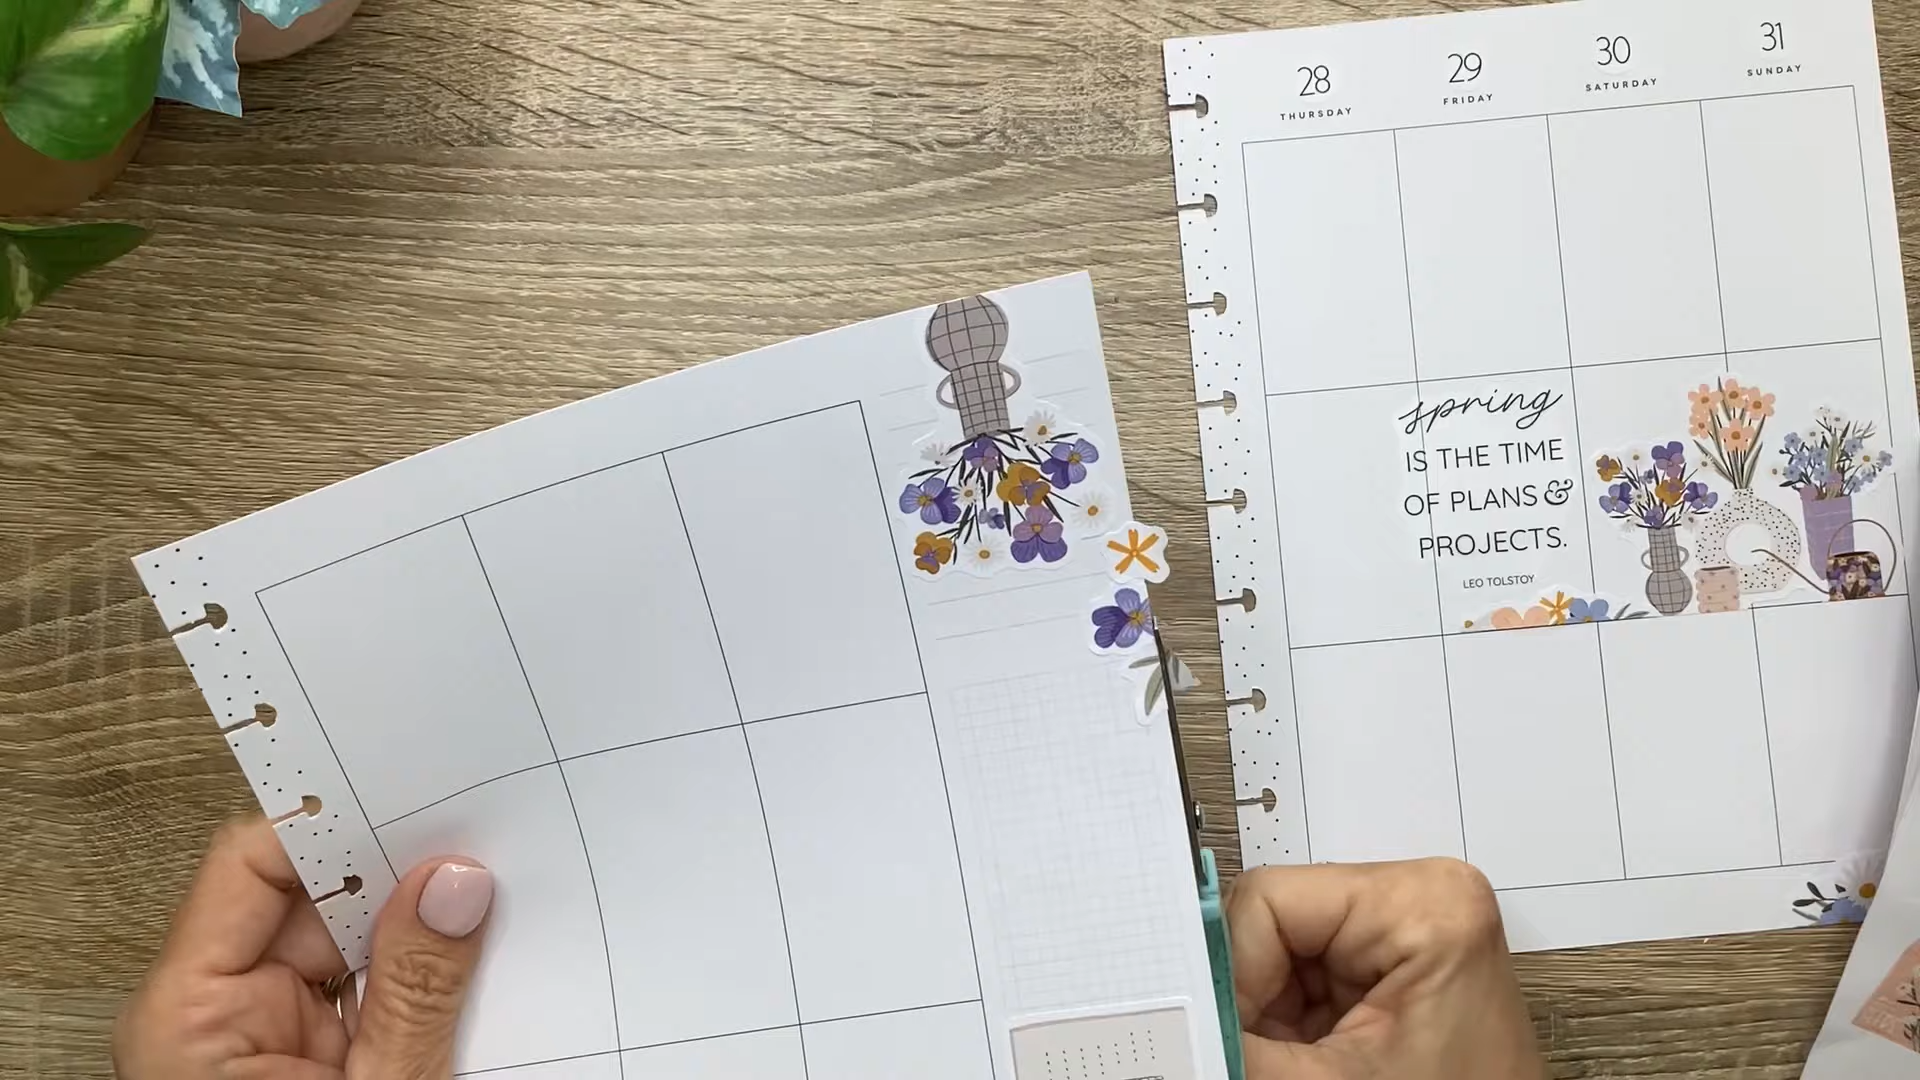 28 29 30 31
THURSDAY FRIDAY SATURDAY SUNDAY
spring
IS THE TIME
OF PLANS &
PROJECTS.
LEO TOLSTOY